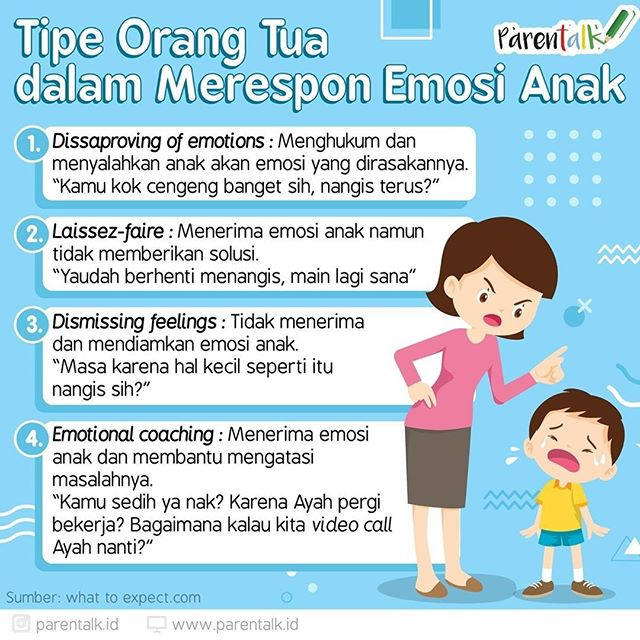 Tipe Orang Tua
dalam Merespon Emosi Anak
ParenTalk
1. Dissaproving of emotions : Menghukum dan
menyalahkan anak akan emosi yang dirasakannya.
“Kamu kok cengeng banget sih, nangis terus?”
2. Laissez-faire : Menerima emosi anak namun
tidak memberikan solusi.
“Yaudah berhenti menangis, main lagi sana”
3. Dismissing feelings : Tidak menerima
dan mendiamkan emosi anak.
“Masa karena hal kecil seperti itu
nangis sih?”
4. Emotional coaching : Menerima emosi
anak dan membantu mengatasi
masalahnya.
“Kamu sedih ya nak? Karena Ayah pergi
bekerja? Bagaimana kalau kita video call
Ayah nanti?”
Sumber: what to expect.com
parentalk.id
www.parentalk.id